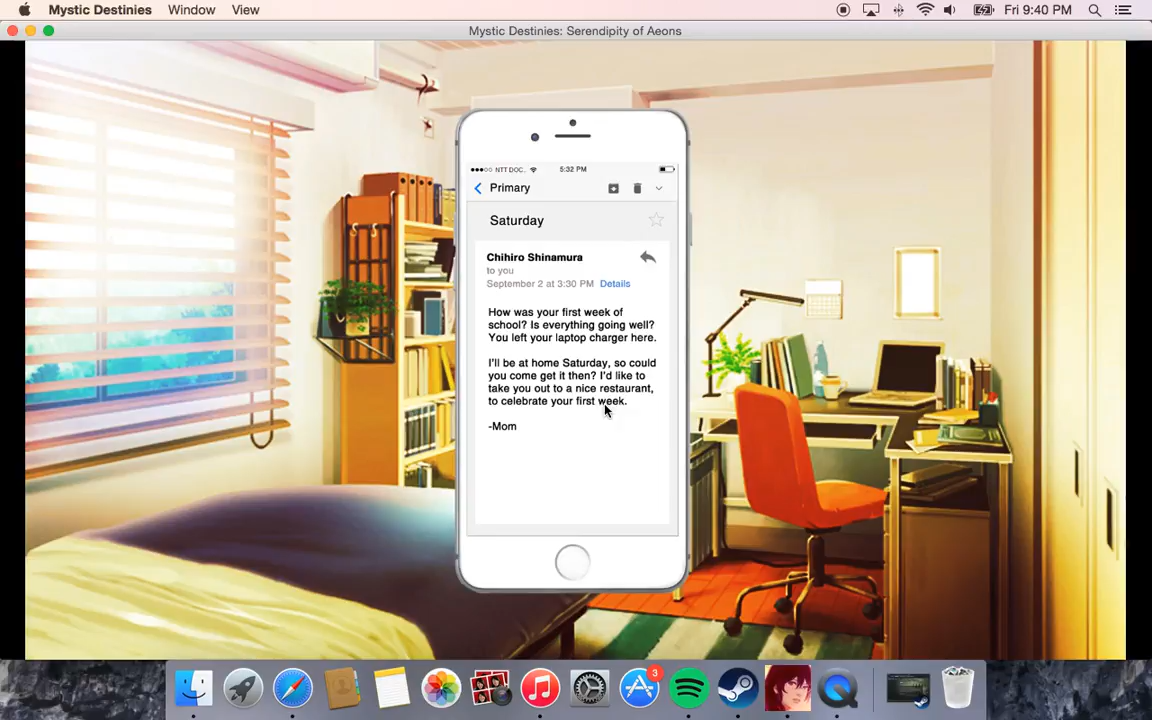 Mystic Destinies Window View Fri 9:40 PM
Mystic Destinies: Serendipity of Aeons
NTT DOC. 5:32 PM
Primary
Saturday
Chihiro Shinamura
to you
September 2 at 3:30 PM Details
How was your first week of
school? Is everything going well?
You left your laptop charger here.
I'll be at home Saturday, so could
you come get it then? I'd like to
take you out to a nice restaurant,
to celebrate your first week.
-Mom
3